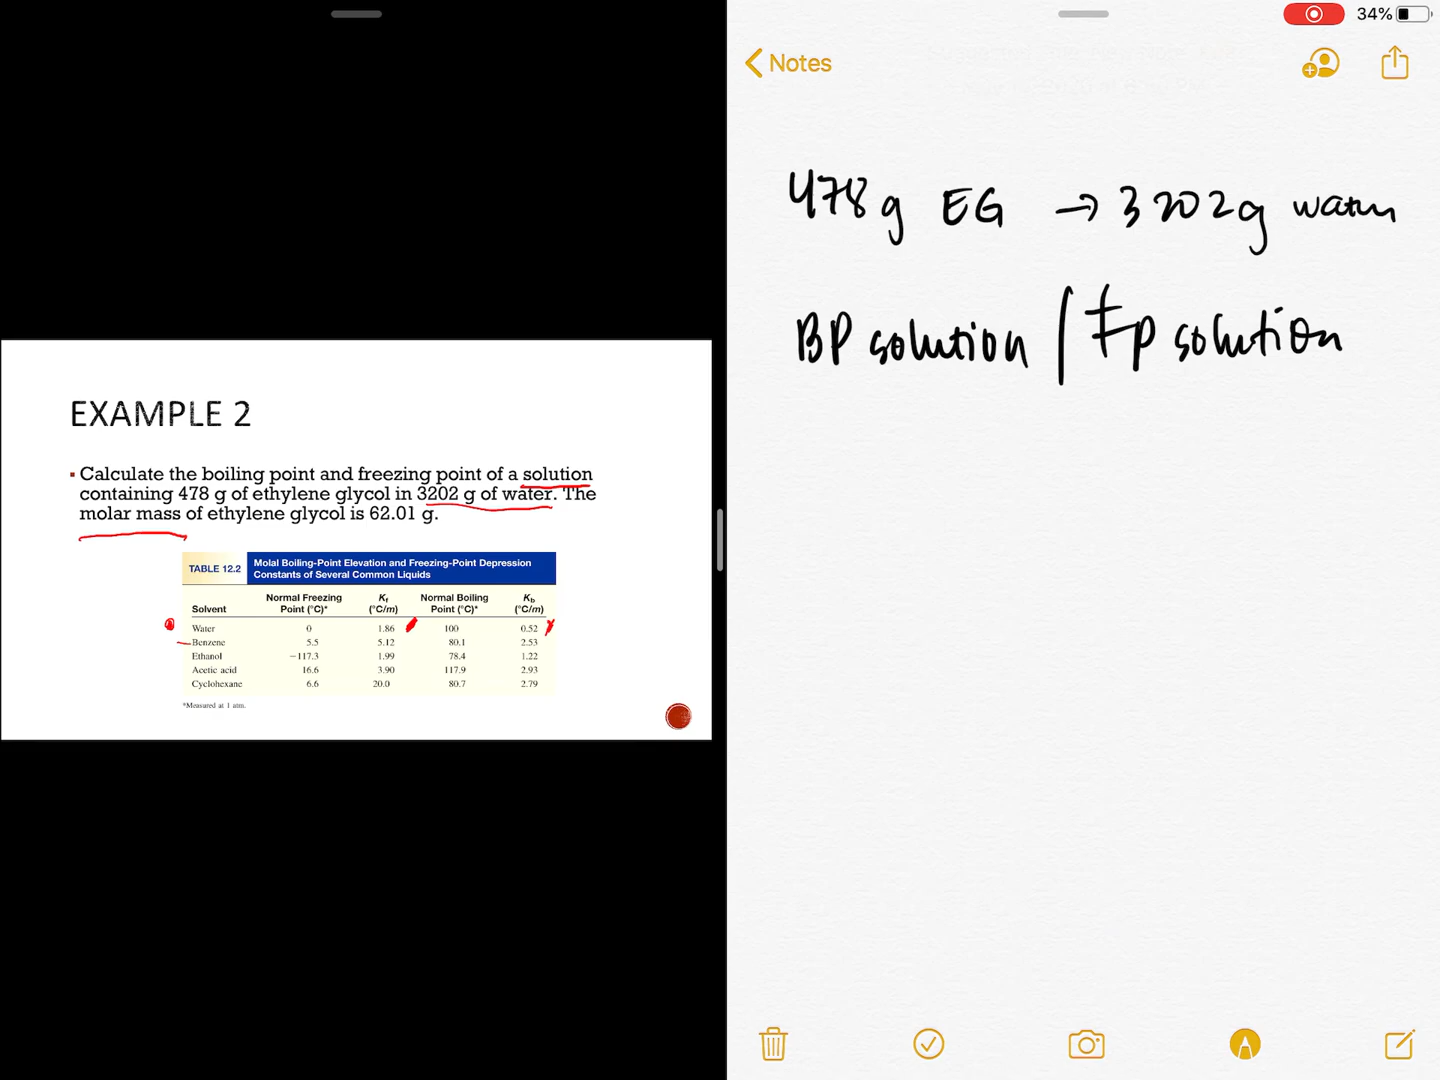 34%
Notes
478g EG → 3202g water
BP solution / Fp solution
EXAMPLE 2
▪ Calculate the boiling point and freezing point of a solution
containing 478 g of ethylene glycol in 3202 g of water. The
molar mass of ethylene glycol is 62.01 g.
TABLE 12.2 Molal Boiling-Point Elevation and Freezing-Point Depression
Constants of Several Common Liquids
Solvent Normal Freezing Point (°C)* Kf (°C/m) Normal Boiling Point (°C)* Kb (°C/m)
Water 0 1.86 100 0.52
Benzene 5.5 5.12 80.1 2.53
Ethanol −117.3 1.99 78.4 1.22
Acetic acid 16.6 3.90 117.9 2.93
Cyclohexane 6.6 20.0 80.7 2.79
*Measured at 1 atm.